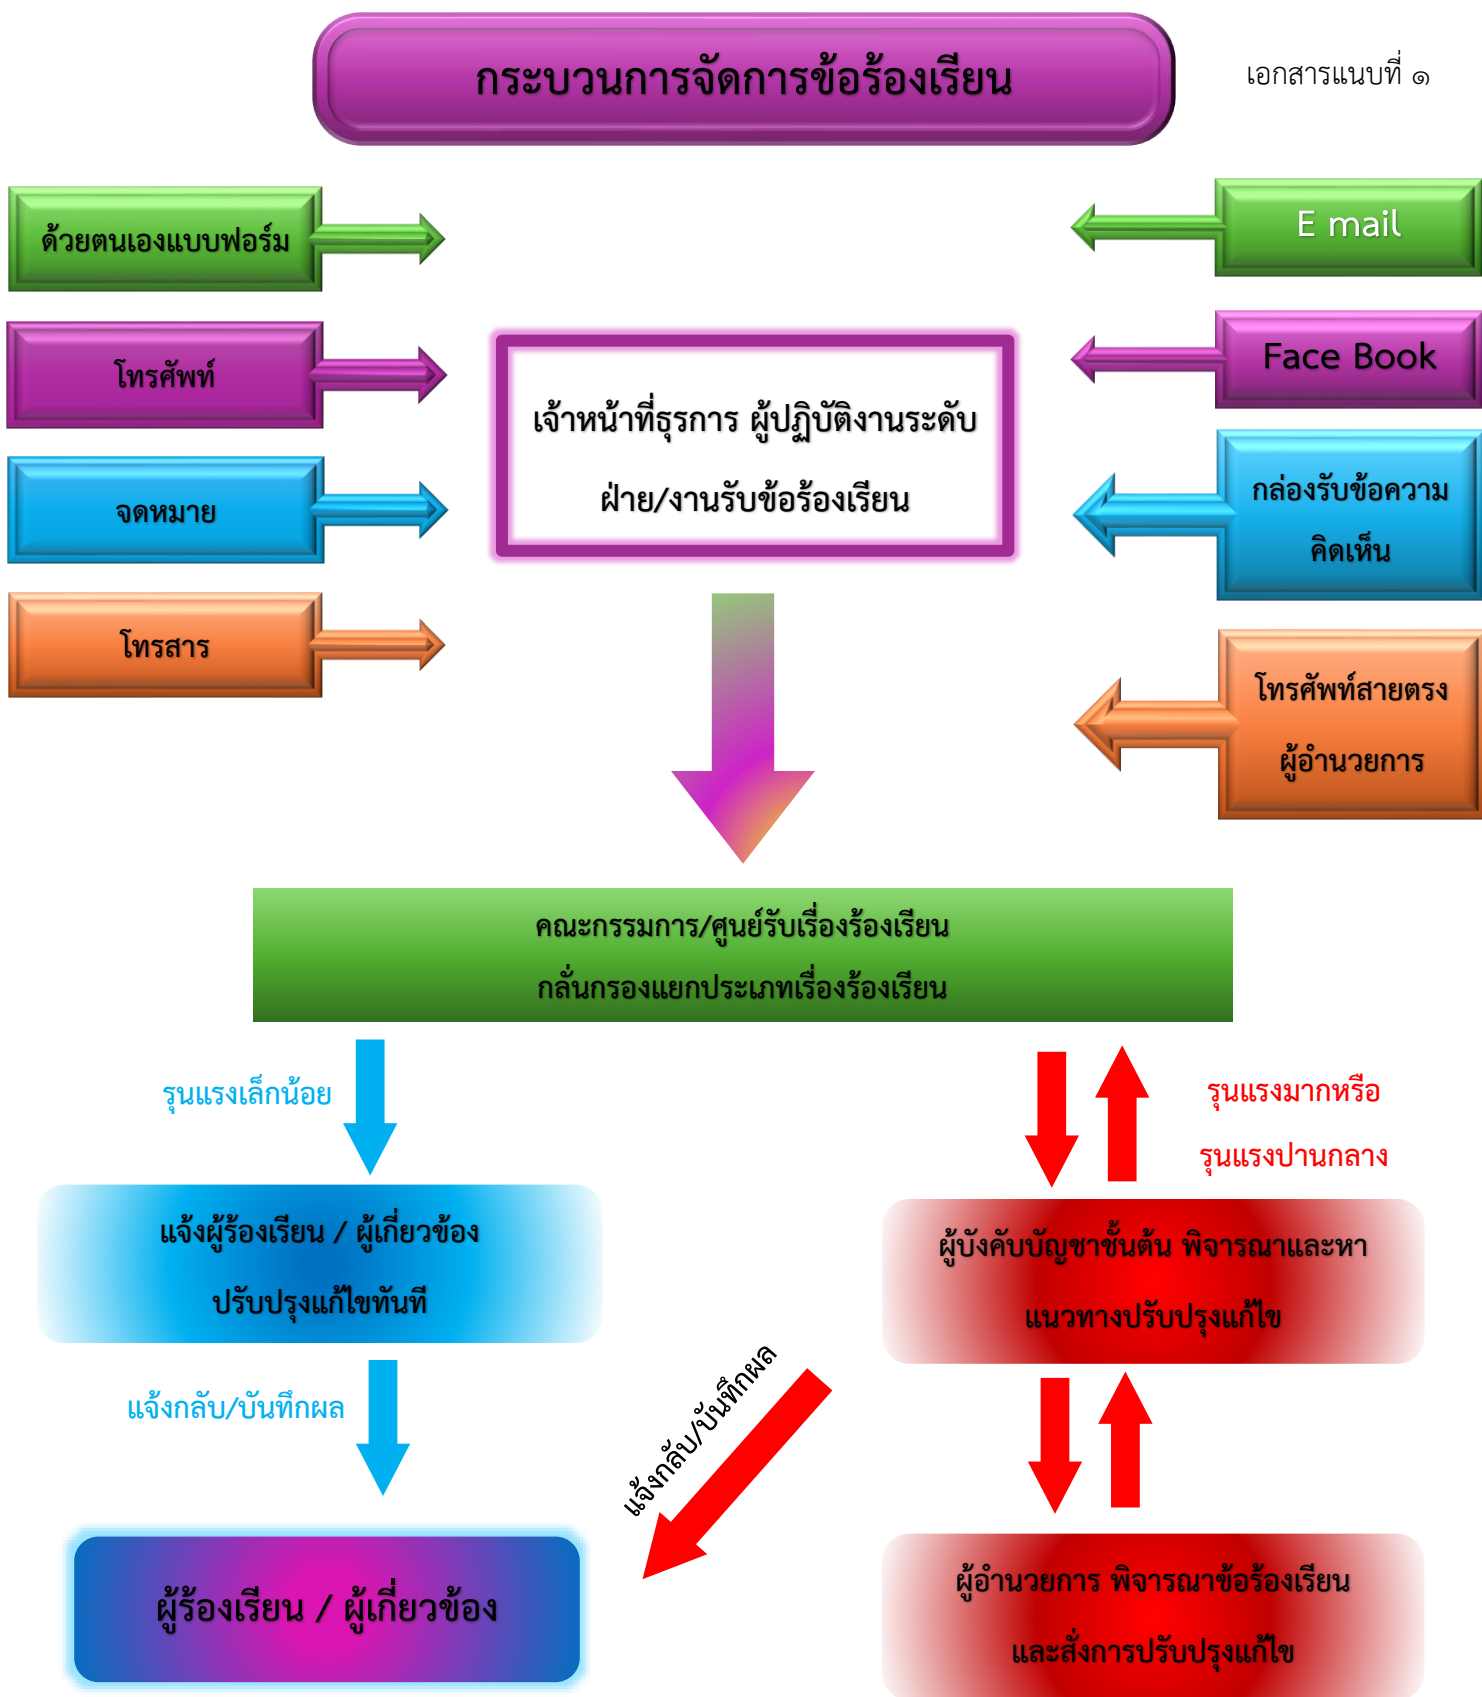 กระบวนการจัดการข้อร้องเรียน
เอกสารแนบที่ ๑
ด้วยตนเองแบบฟอร์ม
E mail
โทรศัพท์
Face Book
เจ้าหน้าที่ธุรการ ผู้ปฏิบัติงานระดับ
ฝ่าย/งานรับข้อร้องเรียน
จดหมาย
กล่องรับข้อความ
คิดเห็น
โทรสาร
โทรศัพท์สายตรง
ผู้อำนวยการ
คณะกรรมการ/ศูนย์รับเรื่องร้องเรียน
กลั่นกรองแยกประเภทเรื่องร้องเรียน
รุนแรงเล็กน้อย
รุนแรงมากหรือ
รุนแรงปานกลาง
แจ้งผู้ร้องเรียน / ผู้เกี่ยวข้อง
ปรับปรุงแก้ไขทันที
ผู้บังคับบัญชาชั้นต้น พิจารณาและหา
แนวทางปรับปรุงแก้ไข
แจ้งกลับ/บันทึกผล
แจ้งกลับ/บันทึกผล
ผู้ร้องเรียน / ผู้เกี่ยวข้อง
ผู้อำนวยการ พิจารณาข้อร้องเรียน
และสั่งการปรับปรุงแก้ไข